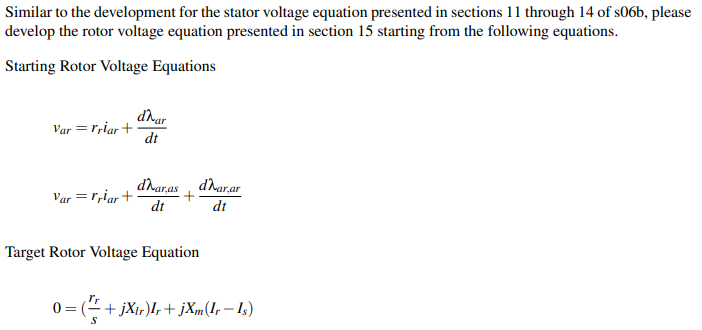 Similar to the development for the stator voltage equation presented in sections 11 through 14 of s06b, please
develop the rotor voltage equation presented in section 15 starting from the following equations.
Starting Rotor Voltage Equations
v_{ar} = r_r i_{ar} + \frac{dλ_{ar}}{dt}
v_{ar} = r_r i_{ar} + \frac{dλ_{ar,as}}{dt} + \frac{dλ_{ar,ar}}{dt}
Target Rotor Voltage Equation
0 = (\frac{r_r}{s} + jX_{lr})I_r + jX_m(I_r − I_s)